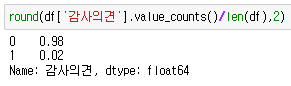 round(df['감사의견'].value_counts()/len(df),2)
0    0.98
1    0.02
Name: 감사의견, dtype: float64